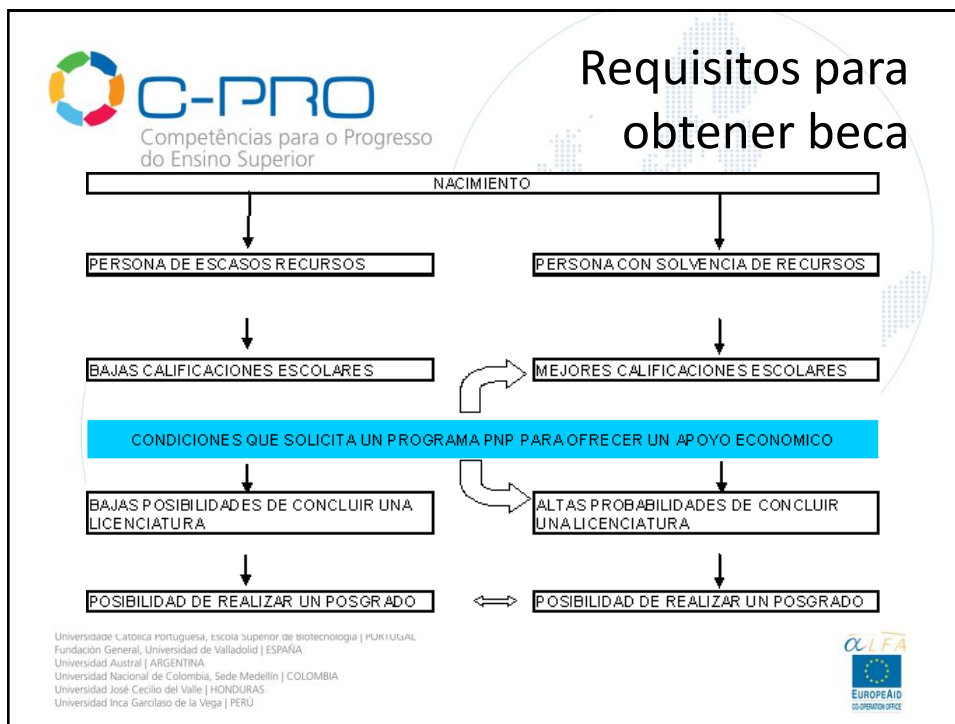 C-PRO
Competências para o Progresso
do Ensino Superior
Requisitos para
obtener beca
NACIMIENTO
PERSONA DE ESCASOS RECURSOS
PERSONA CON SOLVENCIA DE RECURSOS
BAJAS CALIFICACIONES ESCOLARES
MEJORES CALIFICACIONES ESCOLARES
CONDICIONES QUE SOLICITA UN PROGRAMA PNP PARA OFRECER UN APOYO ECONOMICO
BAJAS POSIBILIDADES DE CONCLUIR UNA
LICENCIATURA
ALTAS PROBABILIDADES DE CONCLUIR
UNA LICENCIATURA
POSIBILIDAD DE REALIZAR UN POSGRADO
POSIBILIDAD DE REALIZAR UN POSGRADO
Universidade Católica Portuguesa, Escola Superior de Biotecnologia | PORTUGAL
Fundación General, Universidad de Valladolid | ESPAÑA
Universidad Austral | ARGENTINA
Universidad Nacional de Colombia, Sede Medellín | COLOMBIA
Universidad José Cecilio del Valle | HONDURAS
Universidad Inca Garcilaso de la Vega | PERÚ
αLFA
EUROPEAID
CO-OPERATION OFFICE